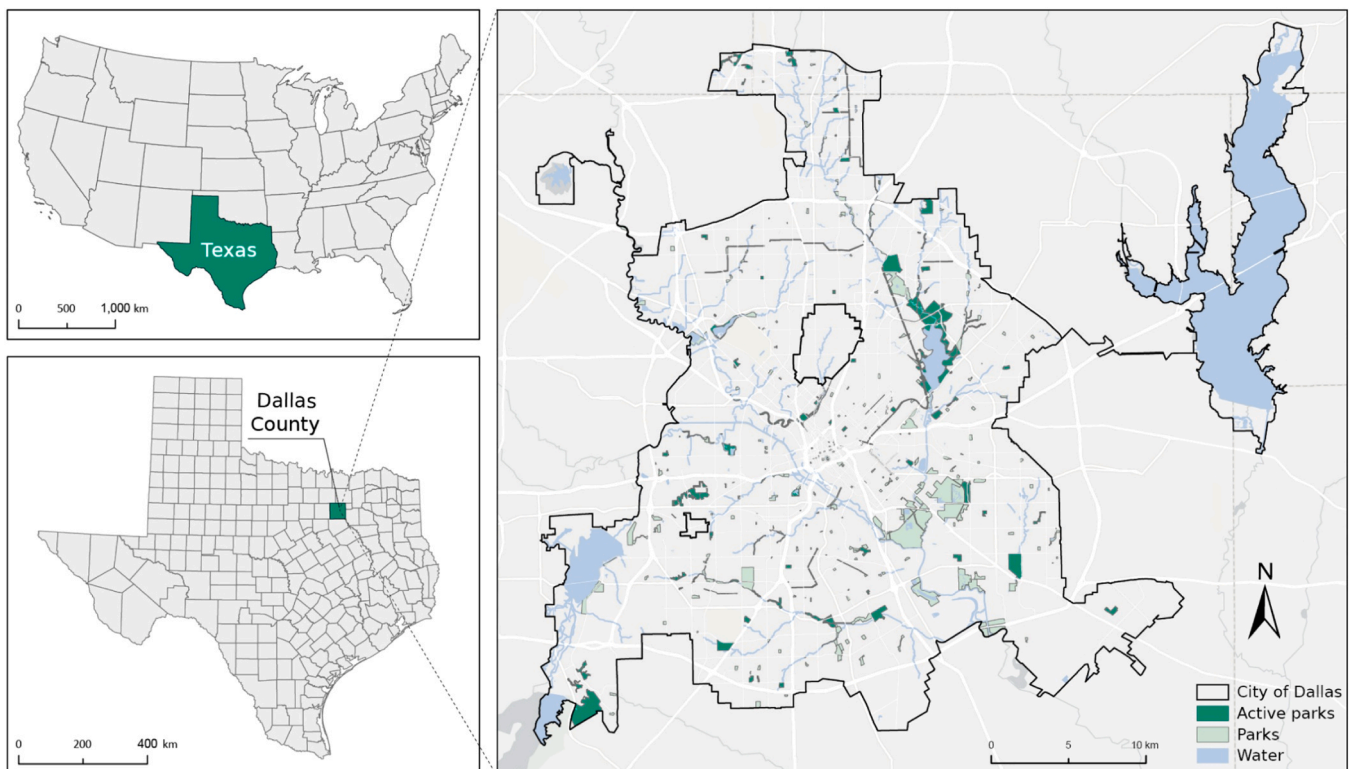 Texas
0 500 1,000 km
Dallas
County
0 200 400 km
N
City of Dallas
Active parks
Parks
Water
0 5 10 km